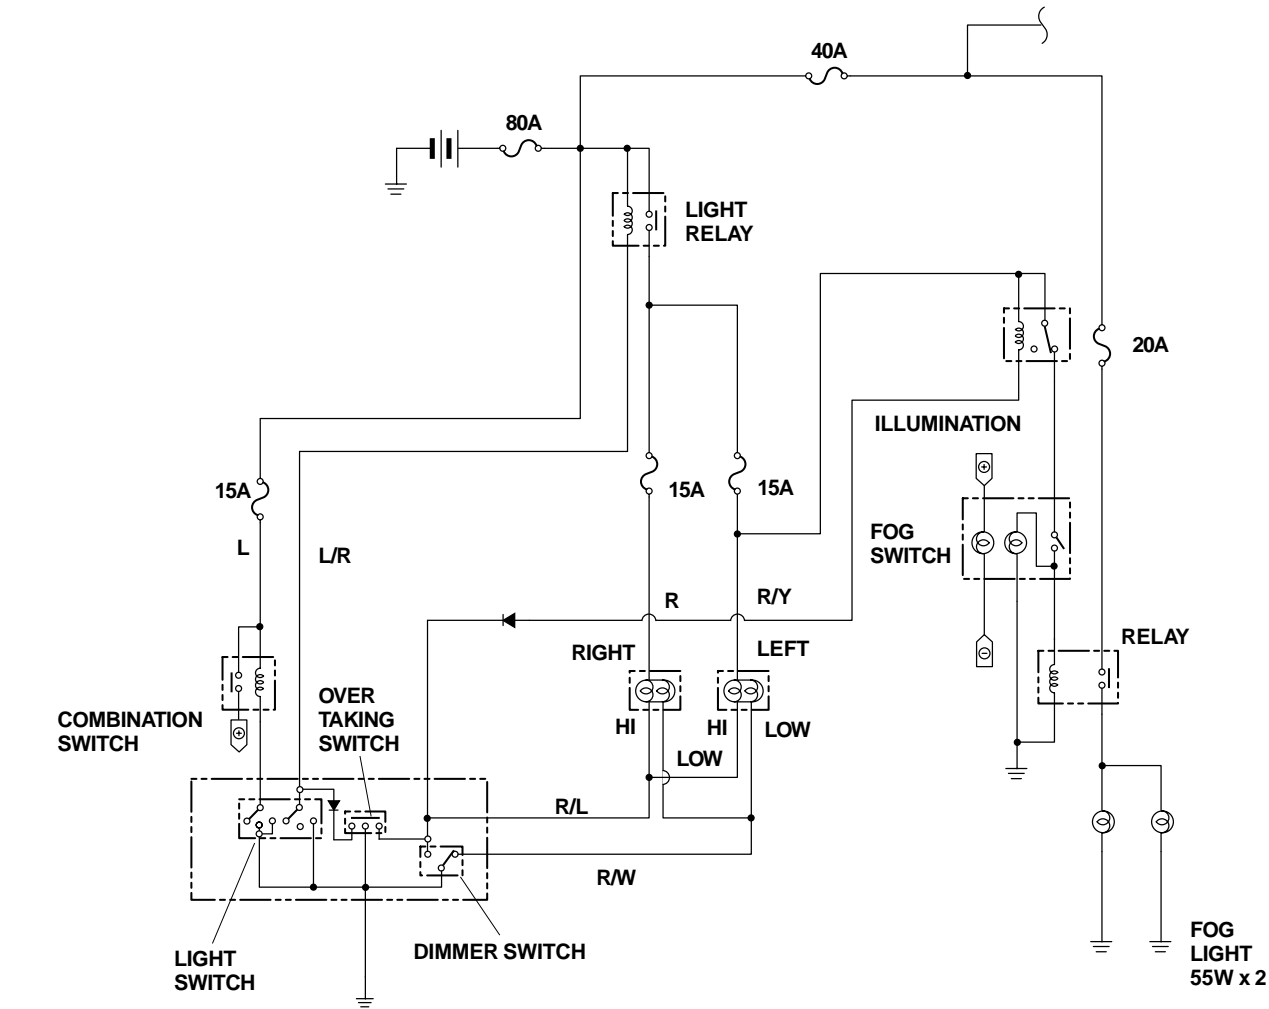 40A
80A
LIGHT
RELAY
20A
ILLUMINATION
15A
15A
15A
L
L/R
FOG
SWITCH
R
R/Y
RELAY
RIGHT
LEFT
OVER
TAKING
SWITCH
COMBINATION
SWITCH
HI
HI
LOW
LOW
R/L
R/W
DIMMER SWITCH
LIGHT
SWITCH
FOG
LIGHT
55W x 2